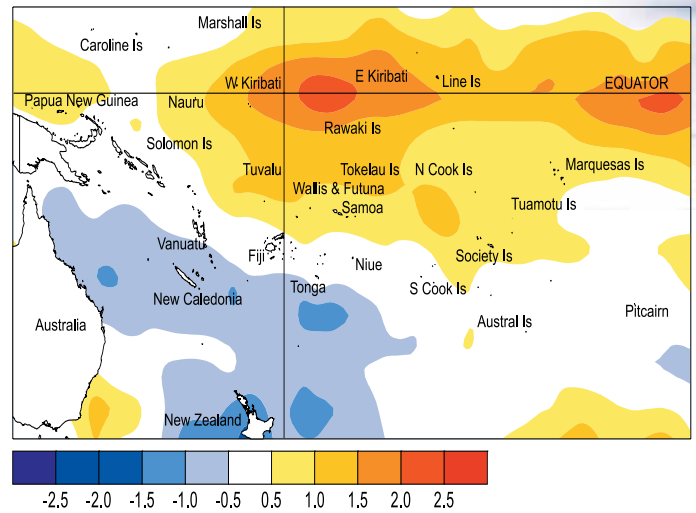 Marshall Is
Caroline Is
W Kiribati
E Kiribati
Line Is
EQUATOR
Papua New Guinea
Nauru
Rawaki Is
Solomon Is
Tuvalu
Tokelau Is
N Cook Is
Marquesas Is
Wallis & Futuna
Samoa
Tuamotu Is
Vanuatu
Fiji
Niue
Society Is
Tonga
S Cook Is
New Caledonia
Australia
Austral Is
Pitcairn
New Zealand
-2.5 -2.0 -1.5 -1.0 -0.5 0.5 1.0 1.5 2.0 2.5